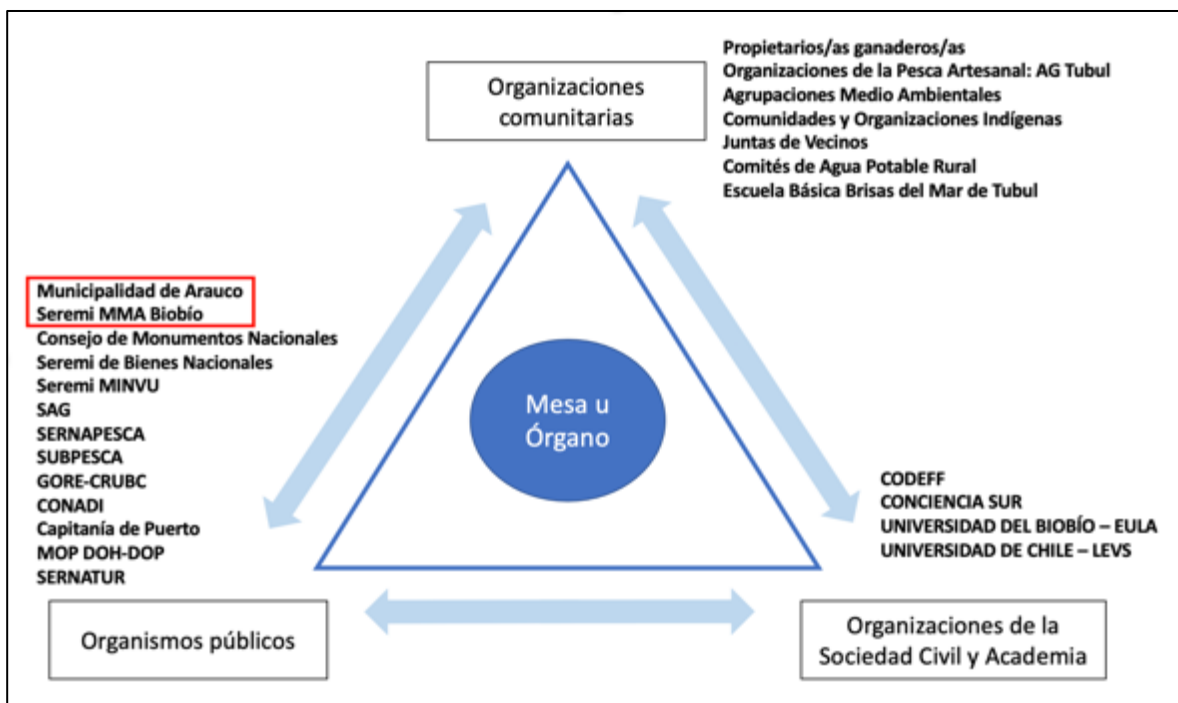 Organizaciones
comunitarias
Propietarios/as ganaderos/as
Organizaciones de la Pesca Artesanal: AG Tubul
Agrupaciones Medio Ambientales
Comunidades y Organizaciones Indígenas
Juntas de Vecinos
Comités de Agua Potable Rural
Escuela Básica Brisas del Mar de Tubul
Municipalidad de Arauco
Seremi MMA Biobío
Consejo de Monumentos Nacionales
Seremi de Bienes Nacionales
Seremi MINVU
SAG
SERNAPESCA
SUBPESCA
GORE-CRUBC
CONADI
Capitanía de Puerto
MOP DOH-DOP
SERNATUR
Mesa u
Órgano
CODEFF
CONCIENCIA SUR
UNIVERSIDAD DEL BIOBÍO – EULA
UNIVERSIDAD DE CHILE – LEVS
Organismos públicos
Organizaciones de la
Sociedad Civil y Academia